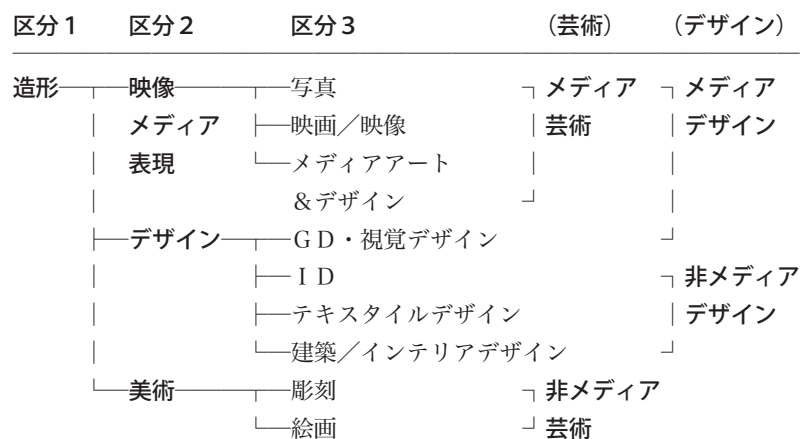 区分1 区分2 区分3 （芸術） （デザイン）
造形 映像 写真 メディア メディア
メディア 映画／映像 芸術 デザイン
表現 メディアアート
＆デザイン
デザイン ＧＤ・視覚デザイン
ＩＤ 非メディア
テキスタイルデザイン デザイン
建築／インテリアデザイン
美術 彫刻 非メディア
絵画 芸術